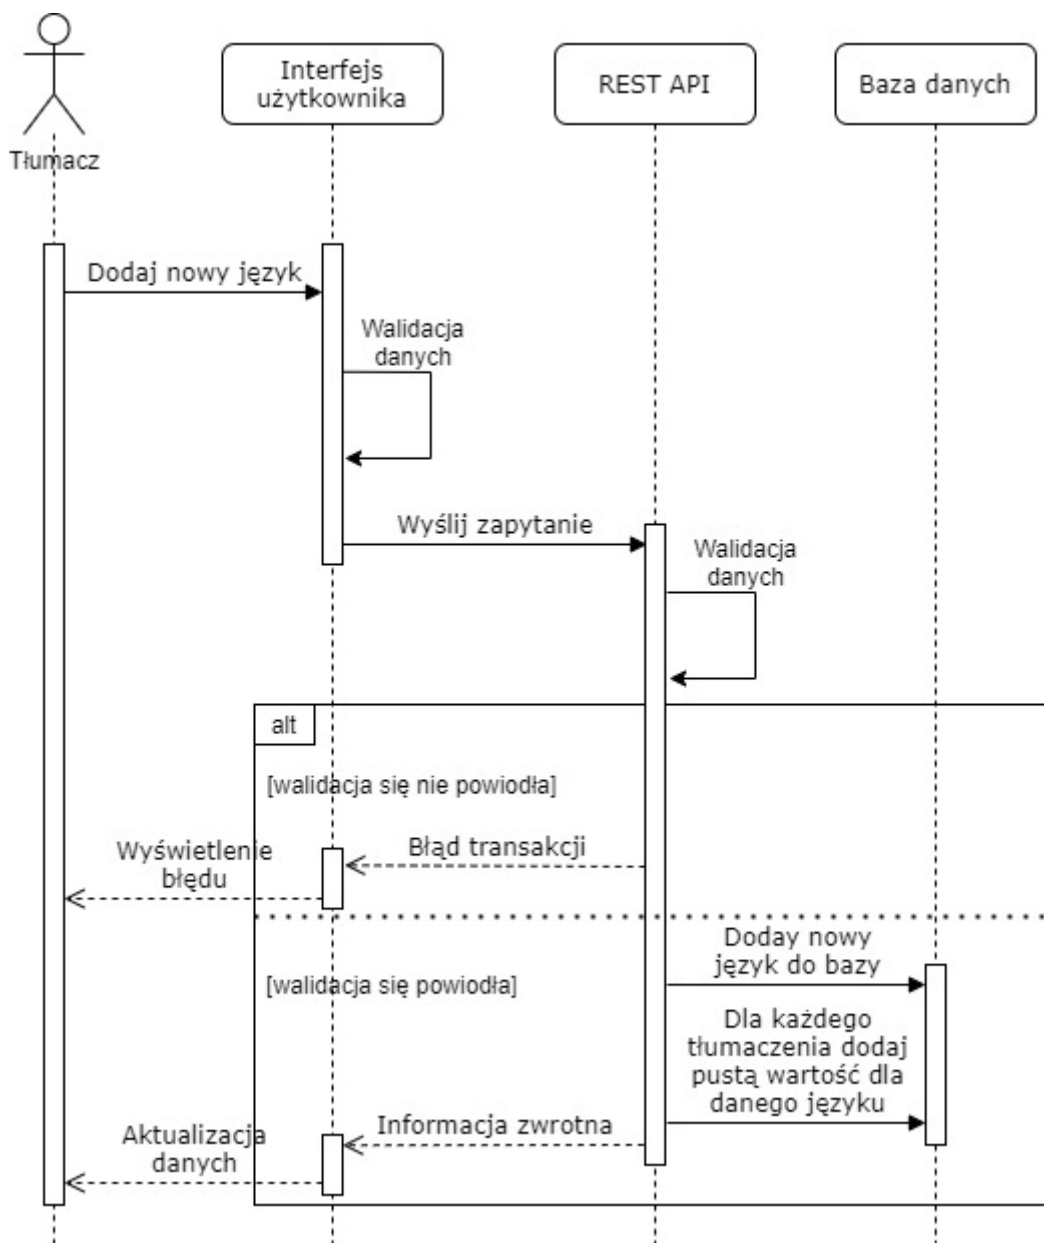 Interfejs
użytkownika
REST API
Baza danych
Tłumacz
Dodaj nowy język
Walidacja
danych
Wyślij zapytanie
Walidacja
danych
alt
[walidacja się nie powiodła]
Błąd transakcji
Wyświetlenie
błędu
Doday nowy
język do bazy
[walidacja się powiodła]
Dla każdego
tłumaczenia dodaj
pustą wartość dla
danego języku
Informacja zwrotna
Aktualizacja
danych